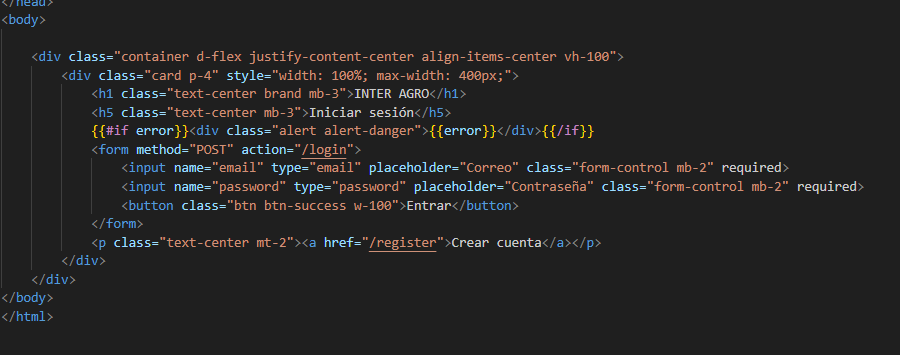 </head>
<body>
<div class="container d-flex justify-content-center align-items-center vh-100">
<div class="card p-4" style="width: 100%; max-width: 400px;">
<h1 class="text-center brand mb-3">INTER AGRO</h1>
<h5 class="text-center mb-3">Iniciar sesión</h5>
{{#if error}}<div class="alert alert-danger">{{error}}</div>{{/if}}
<form method="POST" action="/login">
<input name="email" type="email" placeholder="Correo" class="form-control mb-2" required>
<input name="password" type="password" placeholder="Contraseña" class="form-control mb-2" required>
<button class="btn btn-success w-100">Entrar</button>
</form>
<p class="text-center mt-2"><a href="/register">Crear cuenta</a></p>
</div>
</div>
</body>
</html>